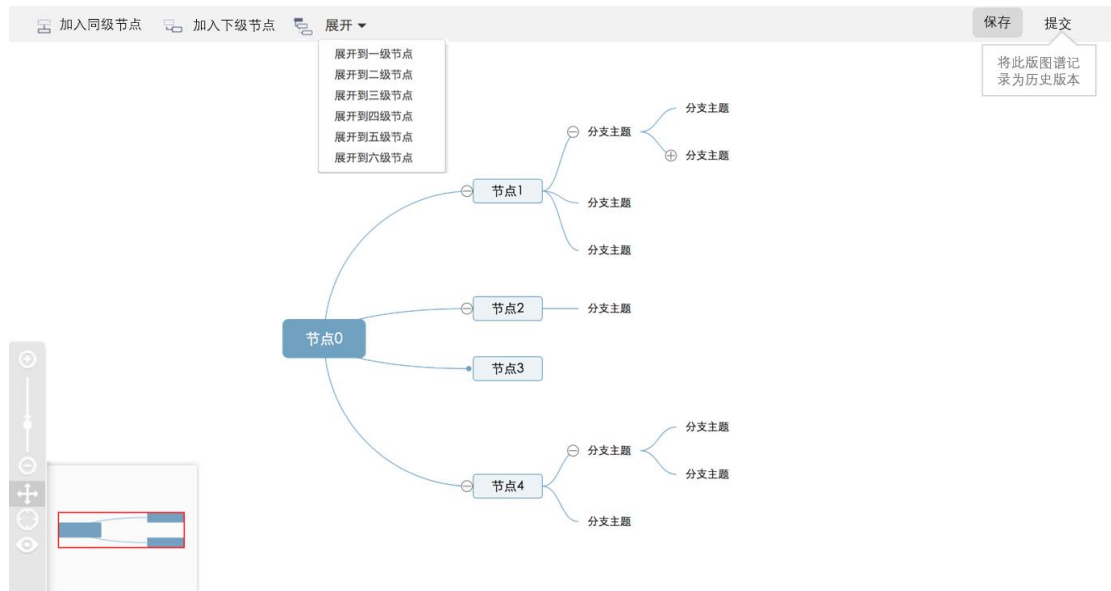 加入同级节点 加入下级节点 展开 保存 提交
展开到一级节点
展开到二级节点
展开到三级节点
展开到四级节点
展开到五级节点
展开到六级节点
将此版图谱记
录为历史版本
分支主题
分支主题
分支主题
节点1
分支主题
分支主题
节点2
分支主题
节点0
节点3
分支主题
分支主题
分支主题
节点4
分支主题